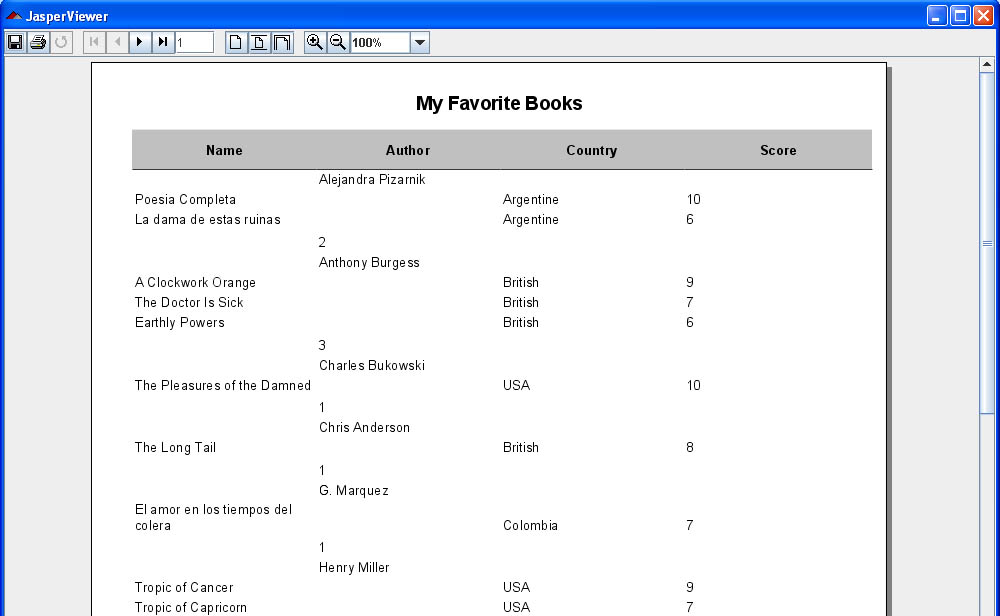 JasperViewer
1
100%
My Favorite Books
Name Author Country Score
Alejandra Pizarnik
Poesia Completa Argentine 10
La dama de estas ruinas Argentine 6
2
Anthony Burgess
A Clockwork Orange British 9
The Doctor Is Sick British 7
Earthly Powers British 6
3
Charles Bukowski
The Pleasures of the Damned USA 10
1
Chris Anderson
The Long Tail British 8
1
G. Marquez
El amor en los tiempos del
colera Colombia 7
1
Henry Miller
Tropic of Cancer USA 9
Tropic of Capricorn USA 7